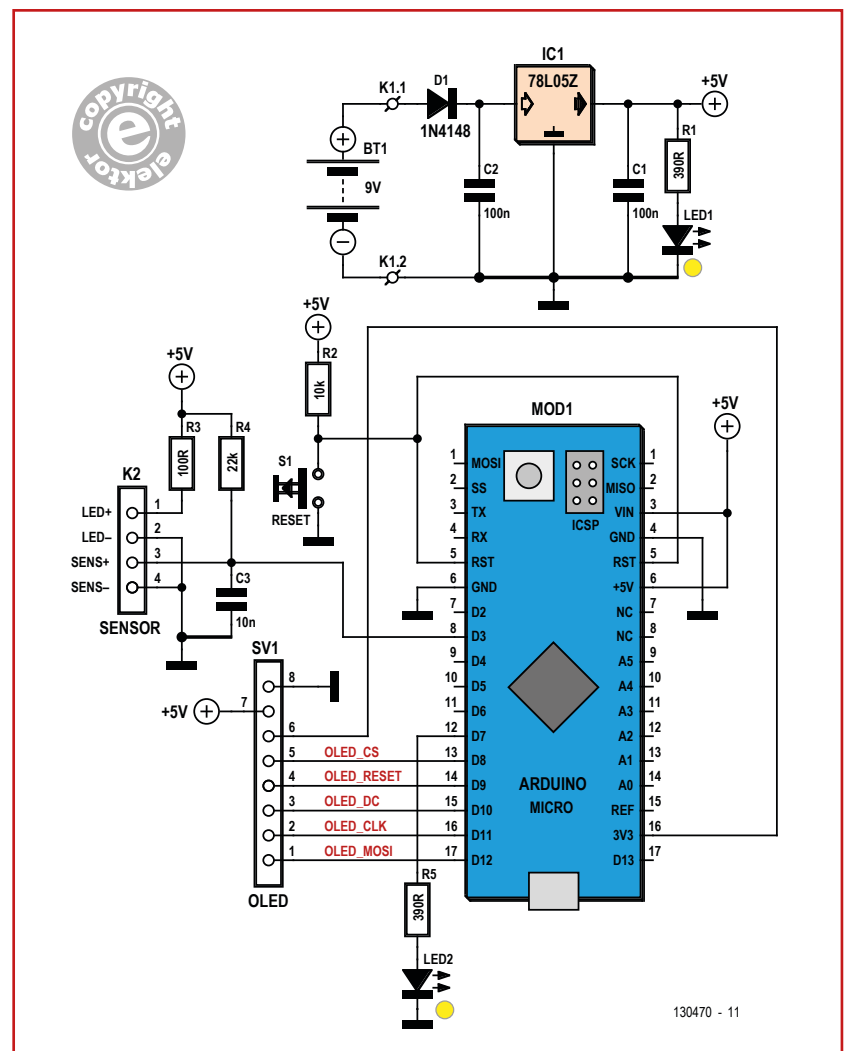 copyright elektor
IC1
78L05Z
K1.1
D1
1N4148
+5V
BT1
9V
C2
100n
C1
100n
R1
390R
LED1
K1.2
+5V
R2
10k
+5V
R3
100R
R4
22k
K2
LED+ 1
LED– 2
SENS+ 3
SENS– 4
SENSOR
C3
10n
S1
RESET
MOD1
+5V
ICSP
1 MOSI SCK 1
2 SS MISO 2
3 TX VIN 3
4 RX GND 4
5 RST RST 5
6 GND +5V 6
7 D2 NC 7
8 D3 NC 8
9 D4 A5 9
10 D5 A4 10
11 D6 A3 11
12 D7 A2 12
13 D8 A1 13
14 D9 A0 14
15 D10 REF 15
16 D11 3V3 16
17 D12 D13 17
ARDUINO
MICRO
SV1
8
+5V 7
6
5 OLED_CS
4 OLED_RESET
3 OLED_DC
2 OLED_CLK
1 OLED_MOSI
OLED
R5
390R
LED2
130470 - 11